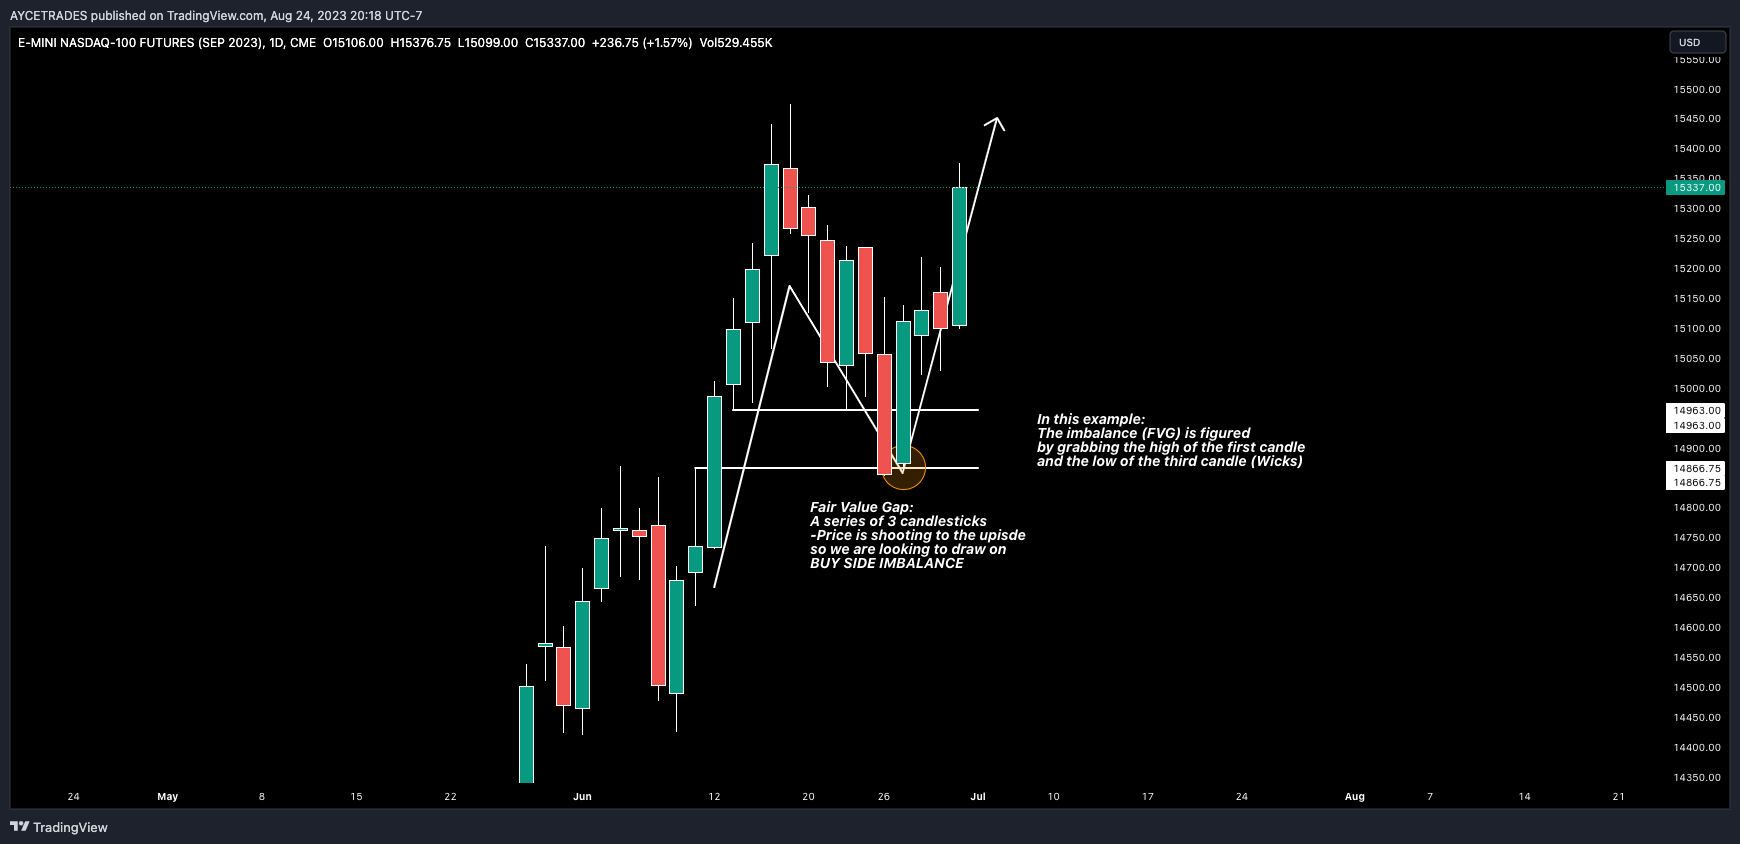 AYCETRADES published on TradingView.com, Aug 24, 2023 20:18 UTC-7
E-MINI NASDAQ-100 FUTURES (SEP 2023), 1D, CME O15106.00 H15376.75 L15099.00 C15337.00 +236.75 (+1.57%) Vol529.455K
USD
15550.00
15500.00
15450.00
15400.00
15350.00
15337.00
15300.00
15250.00
15200.00
15150.00
15100.00
15050.00
15000.00
14963.00
14963.00
14900.00
14866.75
14866.75
14800.00
14750.00
14700.00
14650.00
14600.00
14550.00
14500.00
14450.00
14400.00
14350.00
In this example:
The imbalance (FVG) is figured
by grabbing the high of the first candle
and the low of the third candle (Wicks)
Fair Value Gap:
A series of 3 candlesticks
-Price is shooting to the upisde
so we are looking to draw on
BUY SIDE IMBALANCE
24 May 8 15 22 Jun 12 20 26 Jul 10 17 24 Aug 7 14 21
TradingView